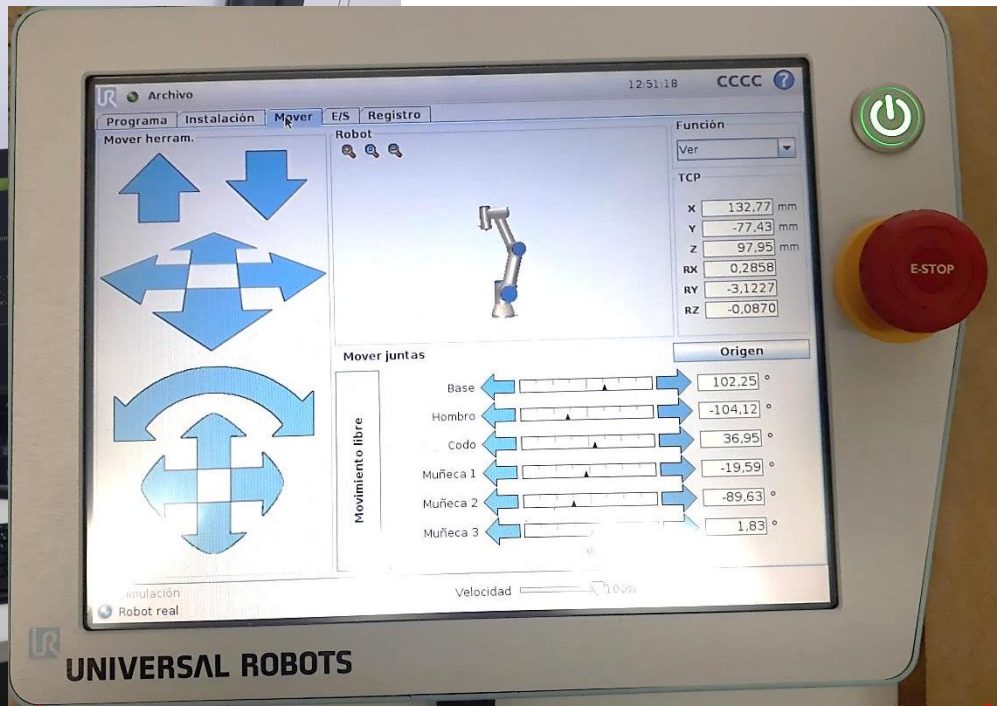 UR Archivo 12:51:18 CCCC ?
Programa Instalación Mover E/S Registro
Mover herram.
Robot
Función
Ver
TCP
X 132,77 mm
Y -77,43 mm
Z 97,95 mm
RX 0,2858
RY -3,1227
RZ -0,0870
E-STOP
Mover juntas
Origen
Movimiento libre
Base 102,25 °
Hombro -104,12 °
Codo 36,95 °
Muñeca 1 -19,59 °
Muñeca 2 -89,63 °
Muñeca 3 1,83 °
Velocidad 100%
Robot real
UR
UNIVERSAL ROBOTS